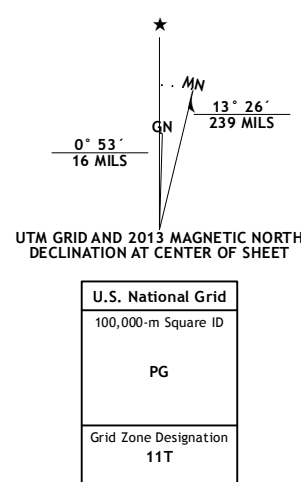 ★
MN
GN
13° 26´
239 MILS
0° 53´
16 MILS
UTM GRID AND 2013 MAGNETIC NORTH
DECLINATION AT CENTER OF SHEET
U.S. National Grid
100,000-m Square ID
PG
Grid Zone Designation
11T